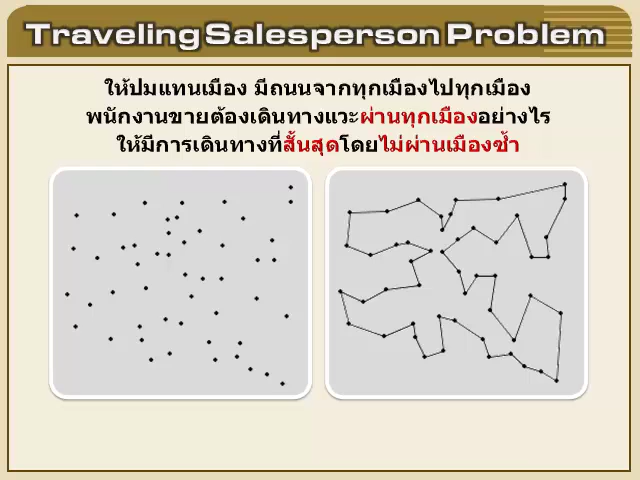 Traveling Salesperson Problem
ให้ปมแทนเมือง มีถนนจากทุกเมืองไปทุกเมือง
พนักงานขายต้องเดินทางแวะผ่านทุกเมืองอย่างไร
ให้มีการเดินทางที่สั้นสุดโดยไม่ผ่านเมืองซ้ำ